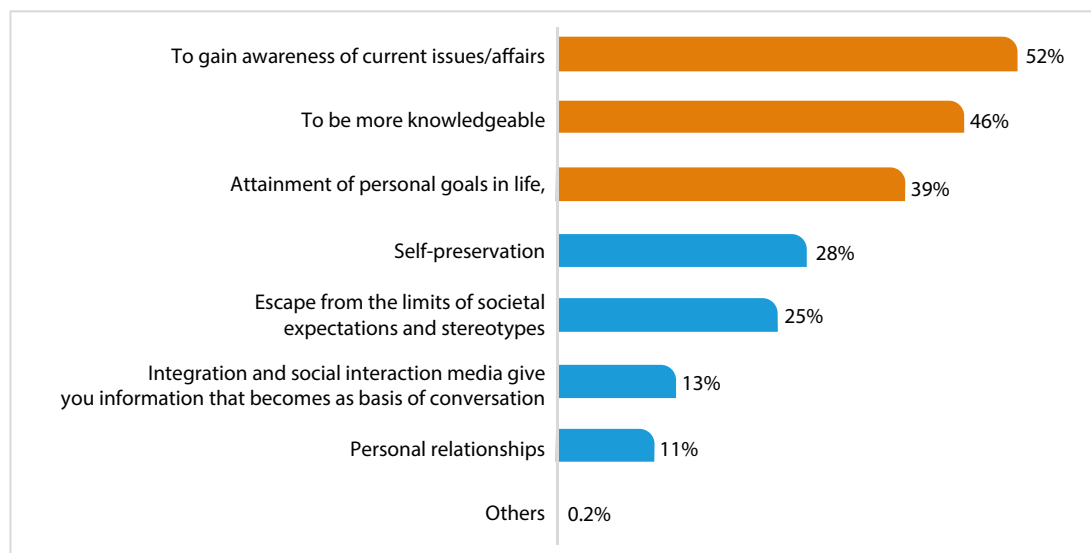 To gain awareness of current issues/affairs 52%
To be more knowledgeable 46%
Attainment of personal goals in life, 39%
Self-preservation 28%
Escape from the limits of societal
expectations and stereotypes 25%
Integration and social interaction media give
you information that becomes as basis of conversation 13%
Personal relationships 11%
Others 0.2%